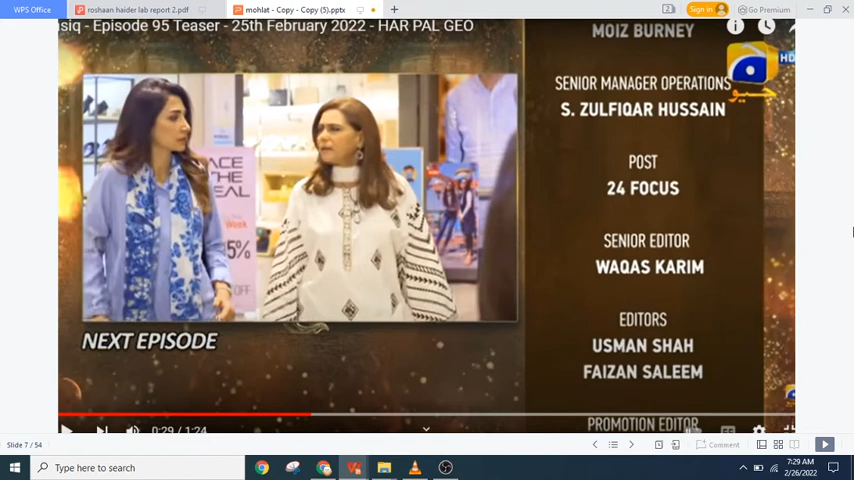 WPS Office
roshaan haider lab report 2.pdf
mohlat - Copy - Copy (5).pptx
Sign in
Go Premium
asiq - Episode 95 Teaser - 25th February 2022 - HAR PAL GEO
MOIZ BURNEY
HD
جیو
SENIOR MANAGER OPERATIONS
S. ZULFIQAR HUSSAIN
POST
24 FOCUS
SENIOR EDITOR
WAQAS KARIM
EDITORS
USMAN SHAH
FAIZAN SALEEM
PROMOTION EDITOR
ACE
THE
EAL
Week
5%
NEXT EPISODE
0:29 / 1:24
Slide 7 / 54
Comment
Type here to search
7:29 AM
2/26/2022